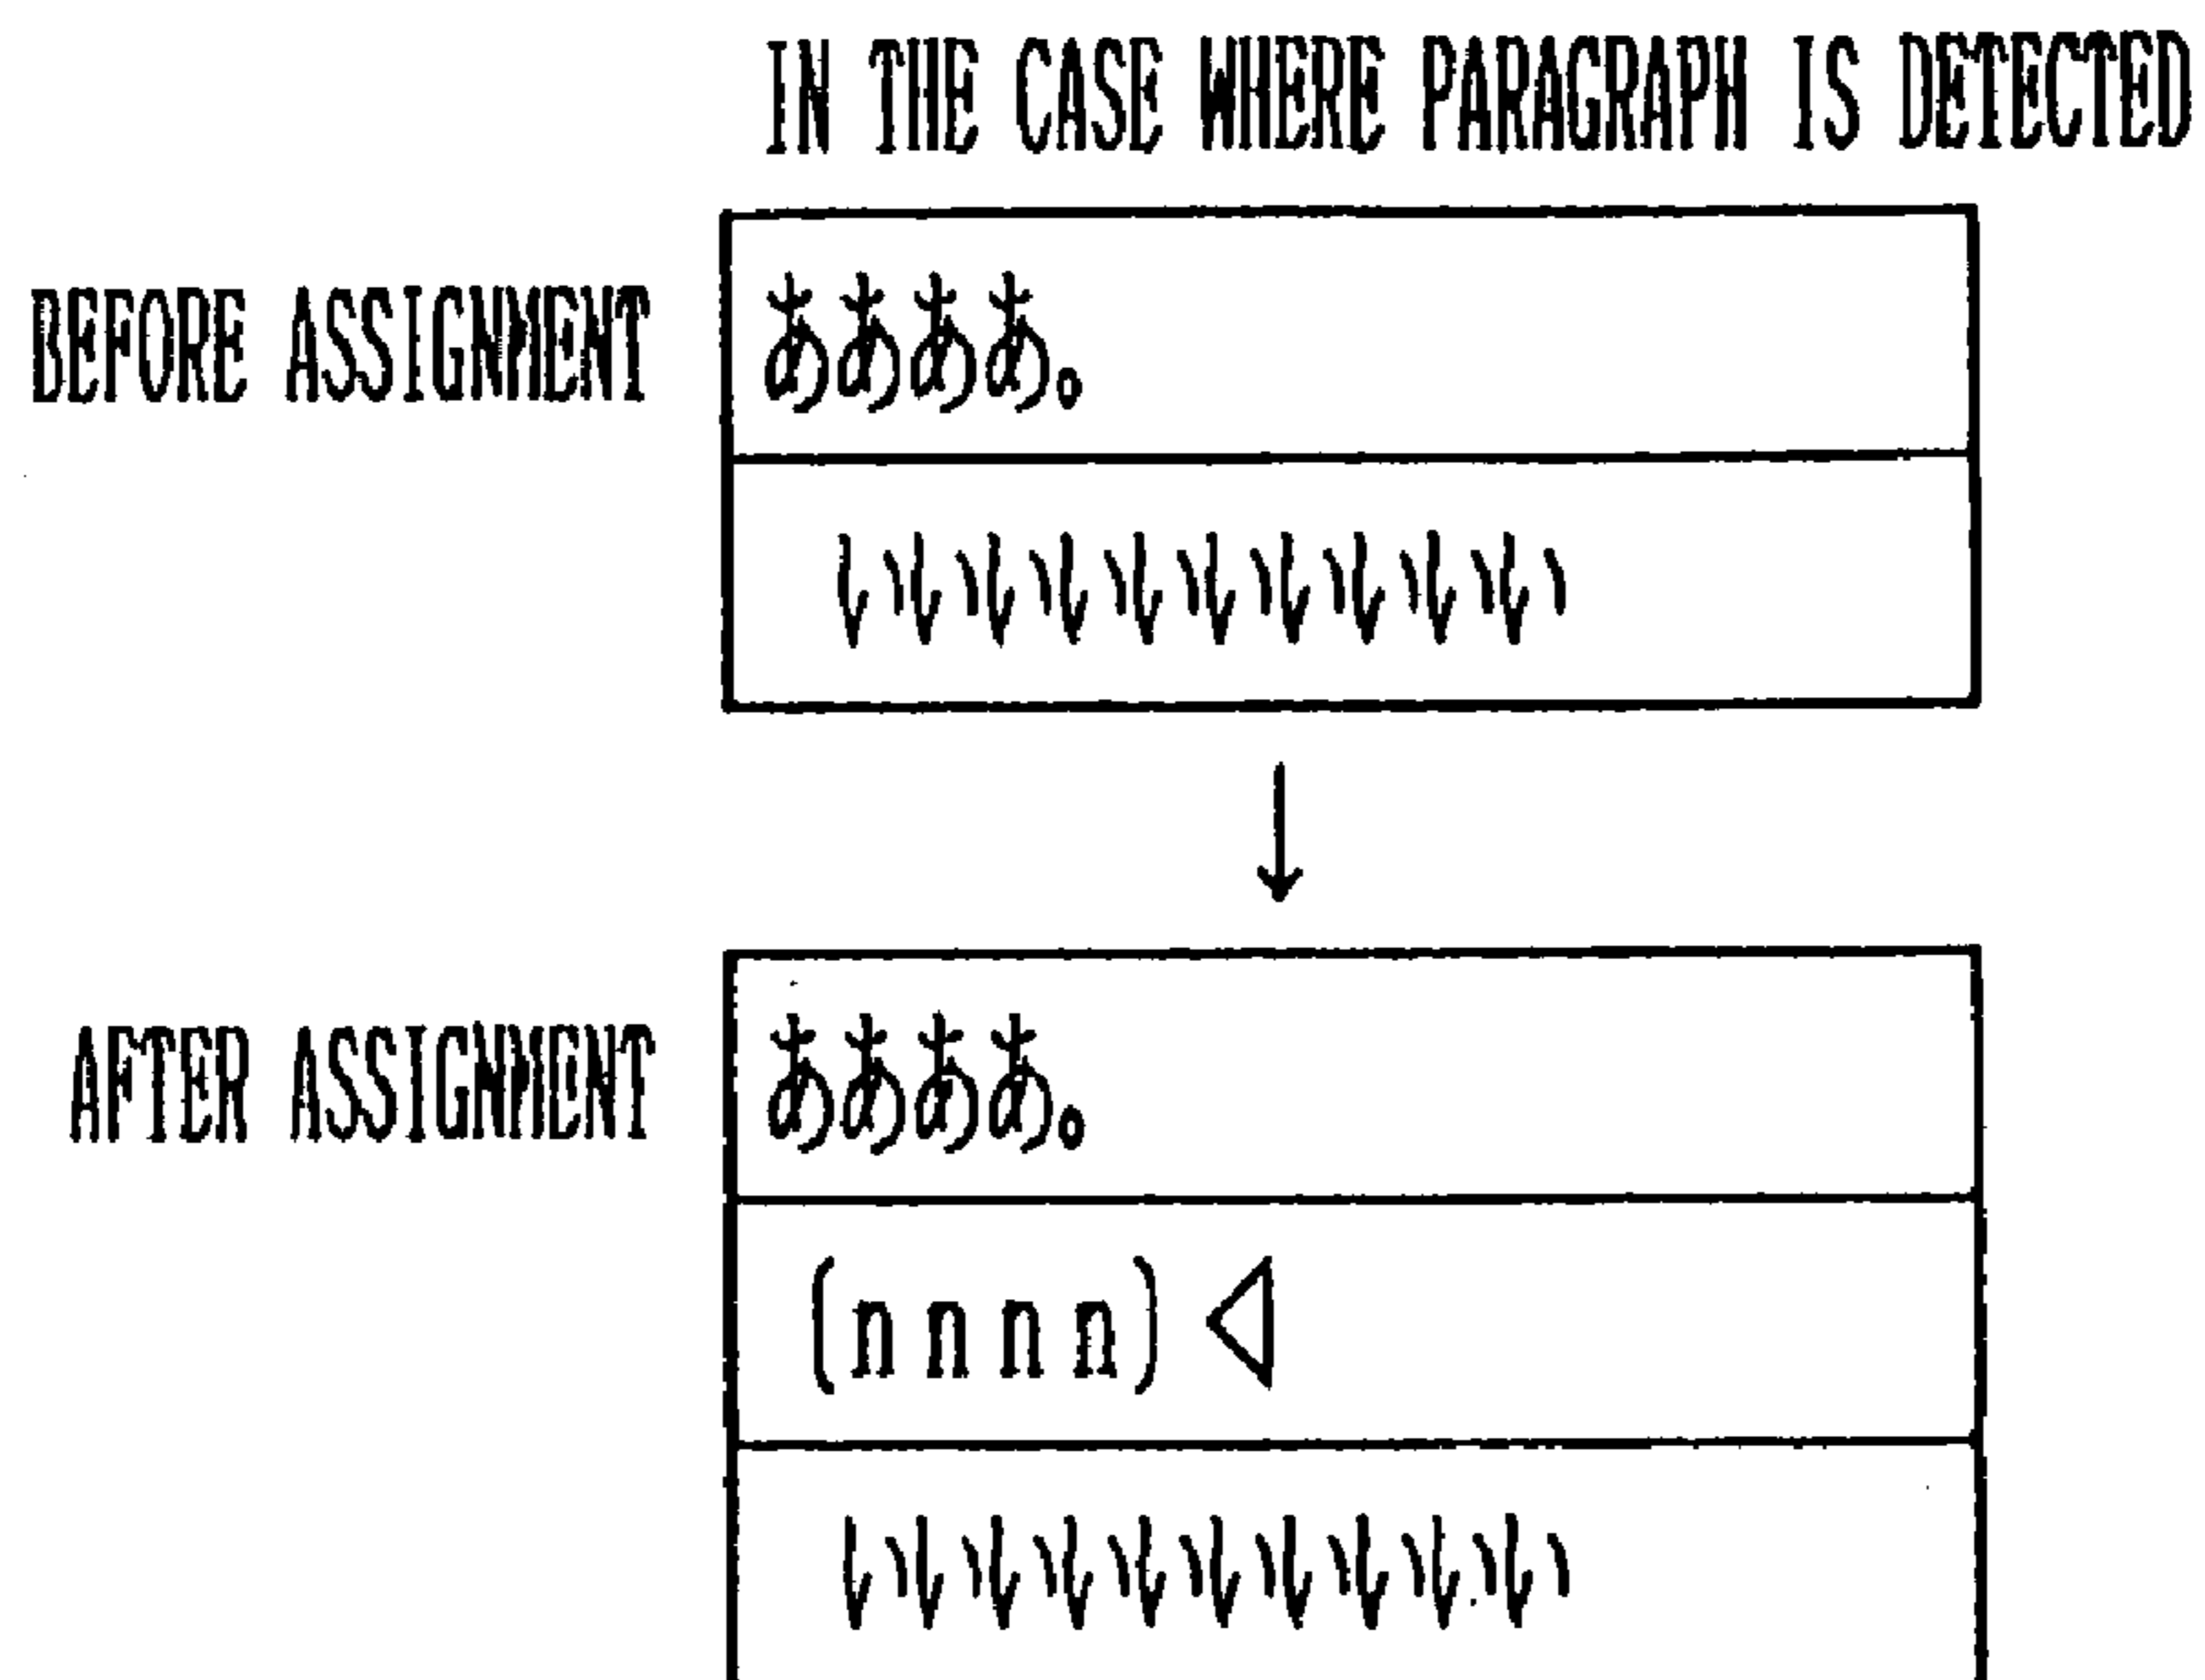 IN THE CASE WHERE PARAGRAPH IS DETECTED
BEFORE ASSIGNMENT
ああああ。
いいいいいいいいいい
AFTER ASSIGNMENT
ああああ。
(nnnn)◁
いいいいいいいいいい